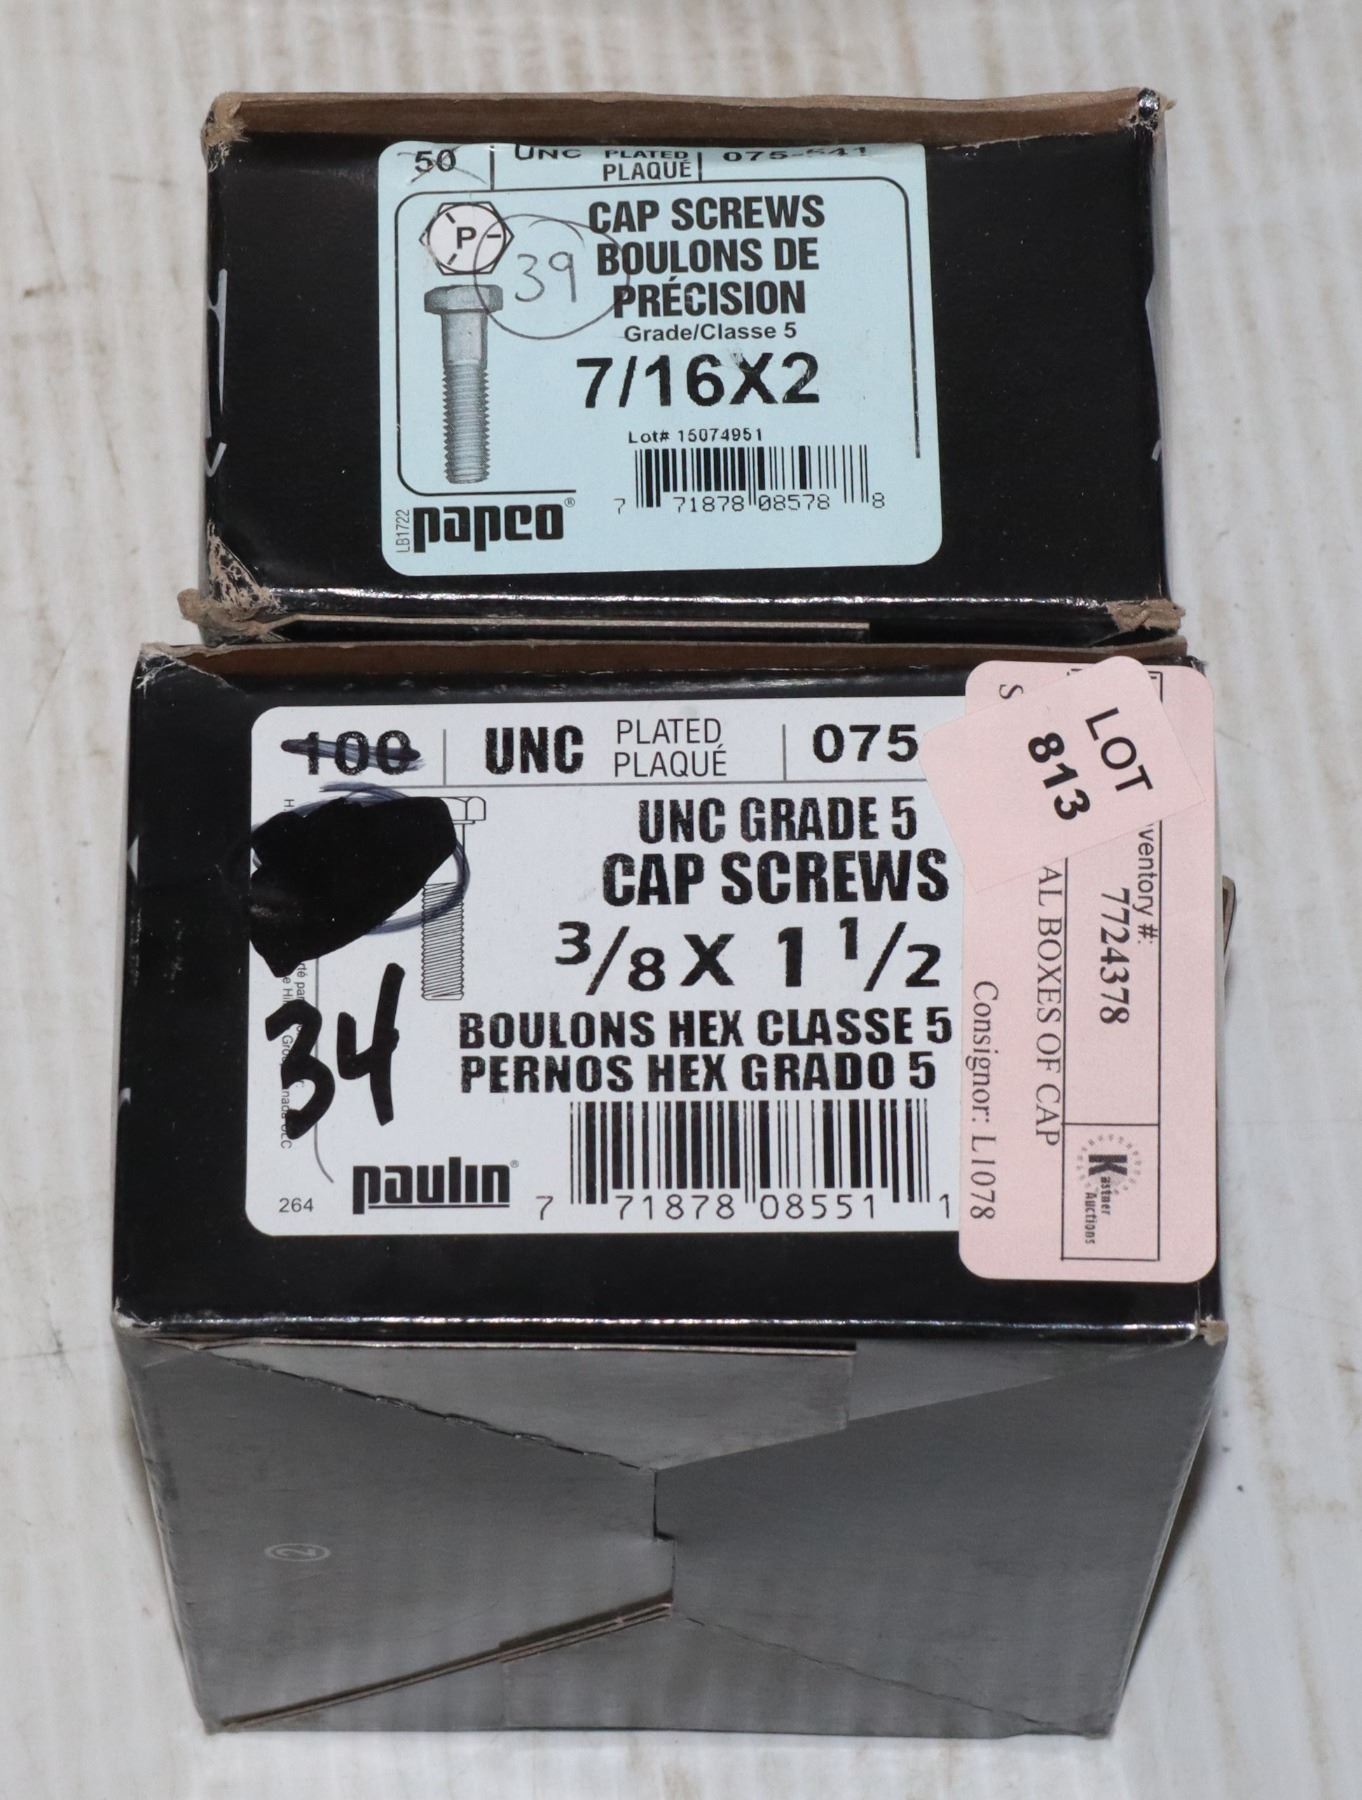 50 UNC PLATED 075-541
PLAQUÉ
P
39
CAP SCREWS
BOULONS DE
PRÉCISION
Grade/Classe 5
7/16X2
Lot# 15074951
7 71878 08578 8
LB1722
papco®
100 UNC PLATED 075
PLAQUÉ
UNC GRADE 5
CAP SCREWS
3/8 X 1 1/2
BOULONS HEX CLASSE 5
PERNOS HEX GRADO 5
34
264
paulin®
7 71878 08551 1
LOT
813
ventory #:
7724378
AL BOXES OF CAP
Consignor: L1078
Kastner
Auctions